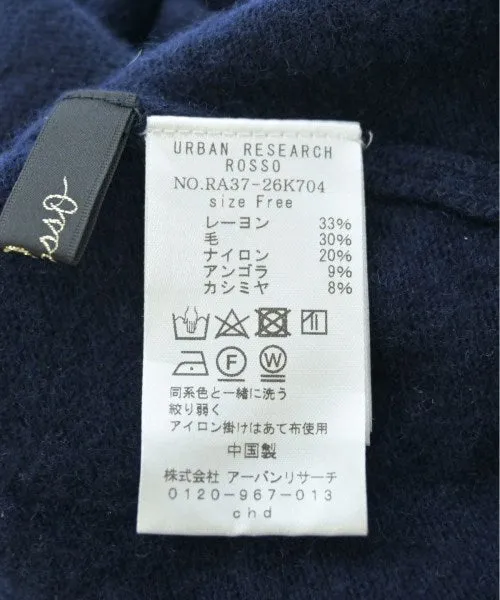 URBAN RESEARCH
ROSSO
NO.RA37-26K704
size Free
レーヨン 33%
毛 30%
ナイロン 20%
アンゴラ 9%
カシミヤ 8%
F W
同系色と一緒に洗う
絞り弱く
アイロン掛けはあて布使用
中国製
株式会社 アーバンリサーチ
0120-967-013
chd